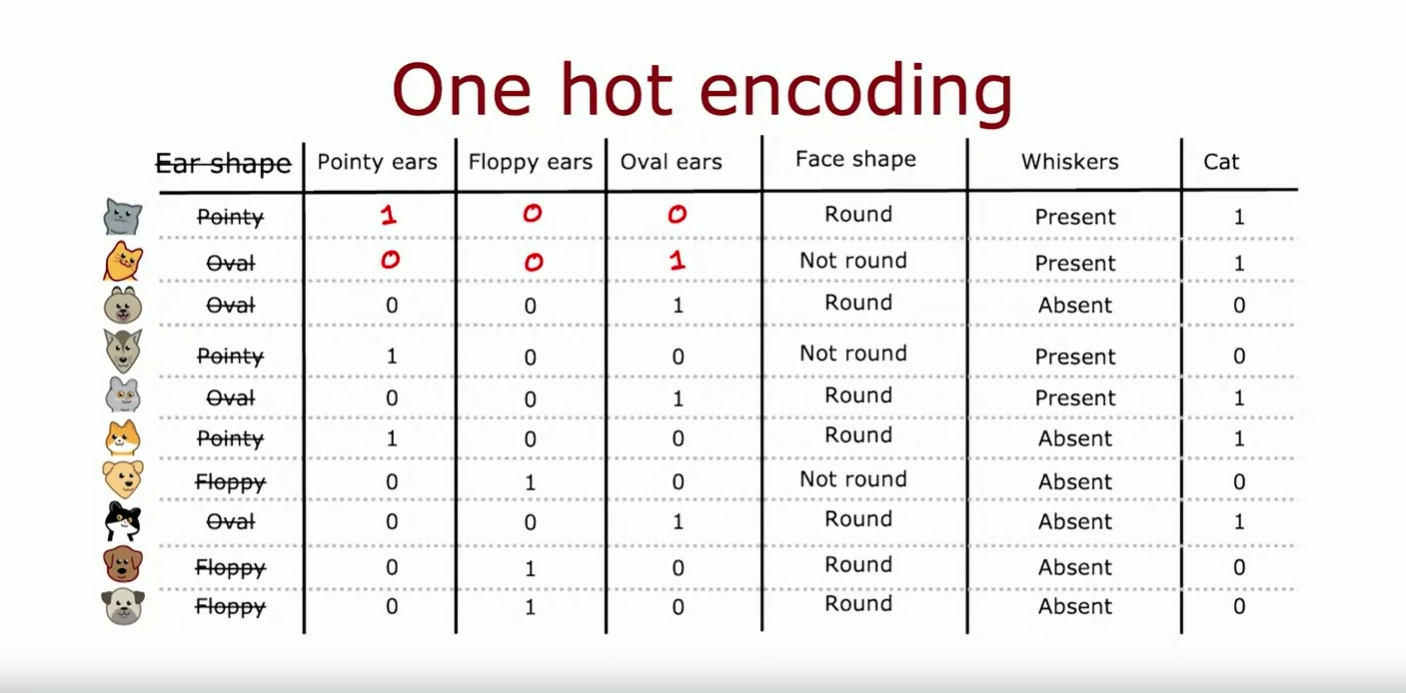 One hot encoding
Ear shape Pointy ears Floppy ears Oval ears Face shape Whiskers Cat
Pointy 1 0 0 Round Present 1
Oval 0 0 1 Not round Present 1
Oval 0 0 1 Round Absent 0
Pointy 1 0 0 Not round Present 0
Oval 0 0 1 Round Present 1
Pointy 1 0 0 Round Absent 1
Floppy 0 1 0 Not round Absent 0
Oval 0 0 1 Round Absent 1
Floppy 0 1 0 Round Absent 0
Floppy 0 1 0 Round Absent 0